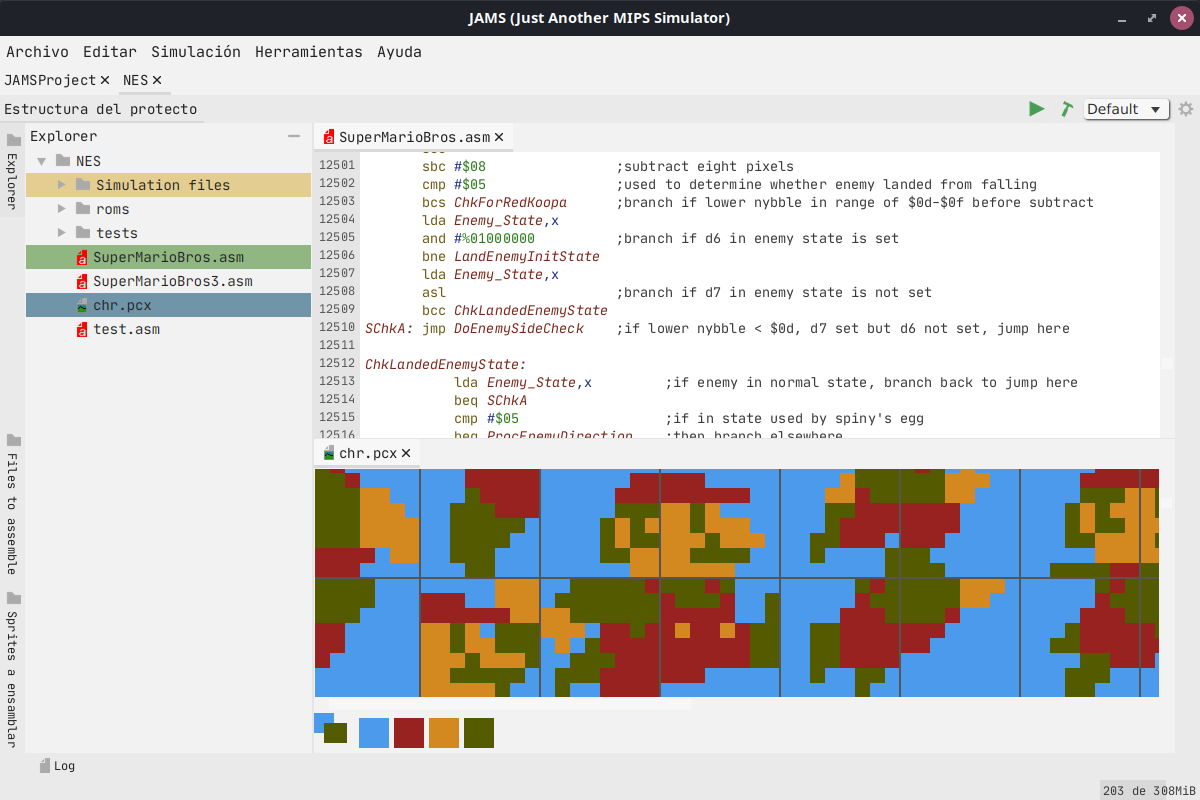 JAMS (Just Another MIPS Simulator)
Archivo Editar Simulación Herramientas Ayuda
JAMSProject NES
Estructura del protecto
Default
Explorer
Explorer
NES
Simulation files
roms
tests
SuperMarioBros.asm
SuperMarioBros3.asm
chr.pcx
test.asm
Files to assemble
Sprites a ensamblar
SuperMarioBros.asm
12501 sbc #$08 ;subtract eight pixels
12502 cmp #$05 ;used to determine whether enemy landed from falling
12503 bcs ChkForRedKoopa ;branch if lower nybble in range of $0d-$0f before subtract
12504 lda Enemy_State,x
12505 and #%01000000 ;branch if d6 in enemy state is set
12506 bne LandEnemyInitState
12507 lda Enemy_State,x
12508 asl ;branch if d7 in enemy state is not set
12509 bcc ChkLandedEnemyState
12510 SChkA: jmp DoEnemySideCheck ;if lower nybble < $0d, d7 set but d6 not set, jump here
12511
12512 ChkLandedEnemyState:
12513 lda Enemy_State,x ;if enemy in normal state, branch back to jump here
12514 beq SChkA
12515 cmp #$05 ;if in state used by spiny's egg
12516 beq ProcEnemyDirection ;then branch elsewhere
chr.pcx
Log
203 de 308MiB